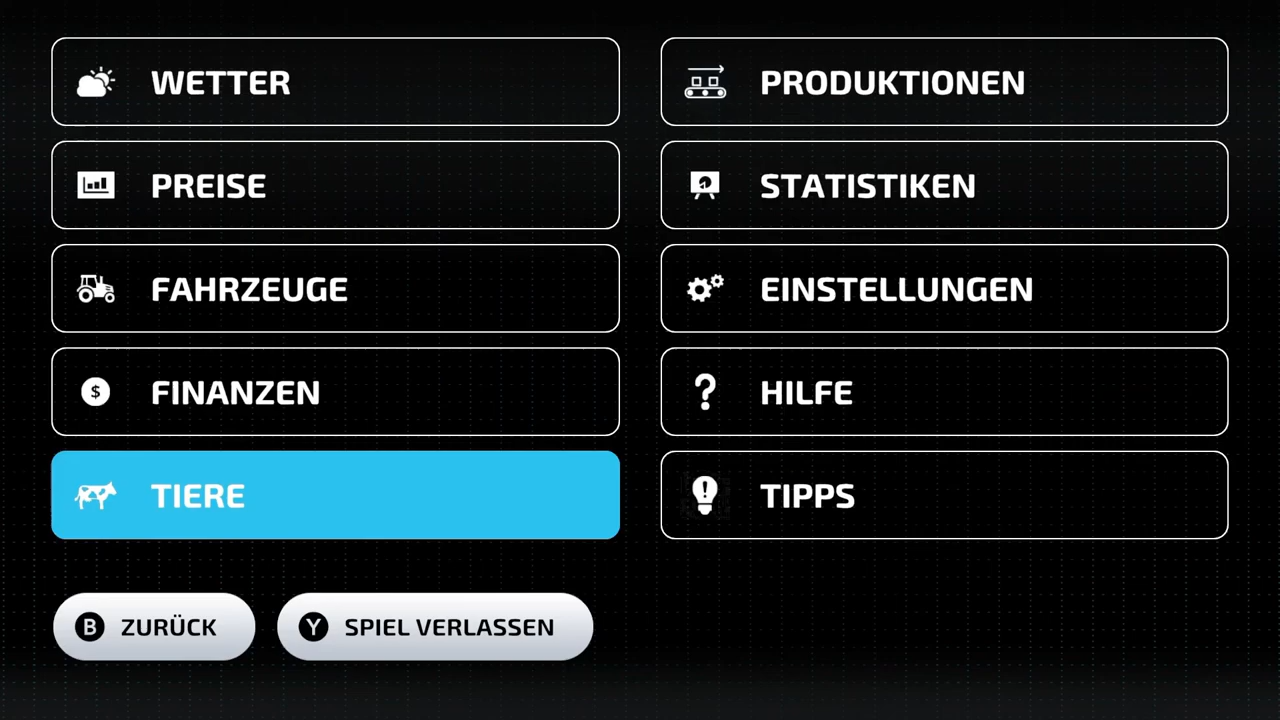 WETTER
PREISE
FAHRZEUGE
$ FINANZEN
TIERE
PRODUKTIONEN
STATISTIKEN
EINSTELLUNGEN
? HILFE
! TIPPS
B ZURÜCK
Y SPIEL VERLASSEN